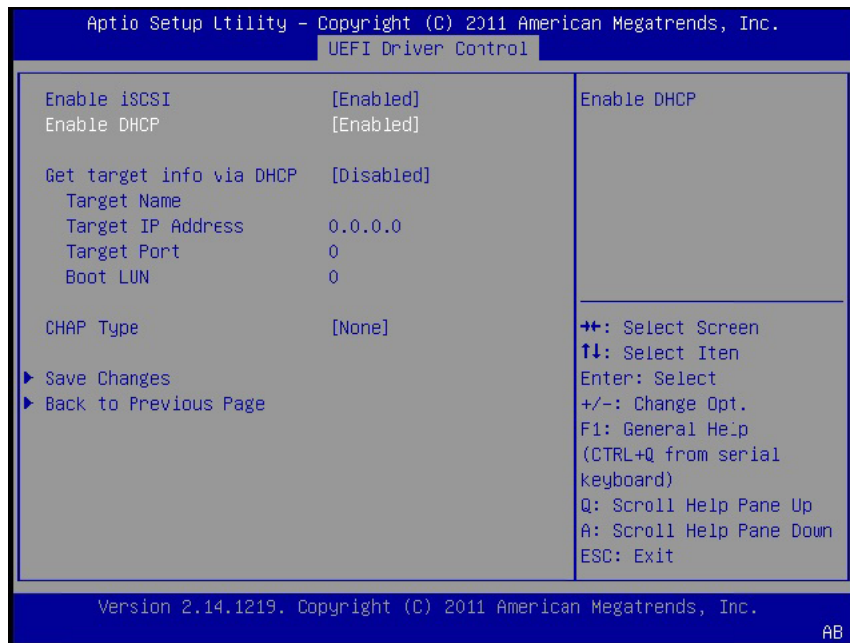 Aptio Setup Utility – Copyright (C) 2011 American Megatrends, Inc.
UEFI Driver Control
Enable iSCSI [Enabled]
Enable DHCP [Enabled]
Get target info via DHCP [Disabled]
Target Name
Target IP Address 0.0.0.0
Target Port 0
Boot LUN 0
CHAP Type [None]
Save Changes
Back to Previous Page
Enable DHCP
→←: Select Screen
↑↓: Select Item
Enter: Select
+/-: Change Opt.
F1: General Help
(CTRL+Q from serial
keyboard)
Q: Scroll Help Pane Up
A: Scroll Help Pane Down
ESC: Exit
Version 2.14.1219. Copyright (C) 2011 American Megatrends, Inc.
AB